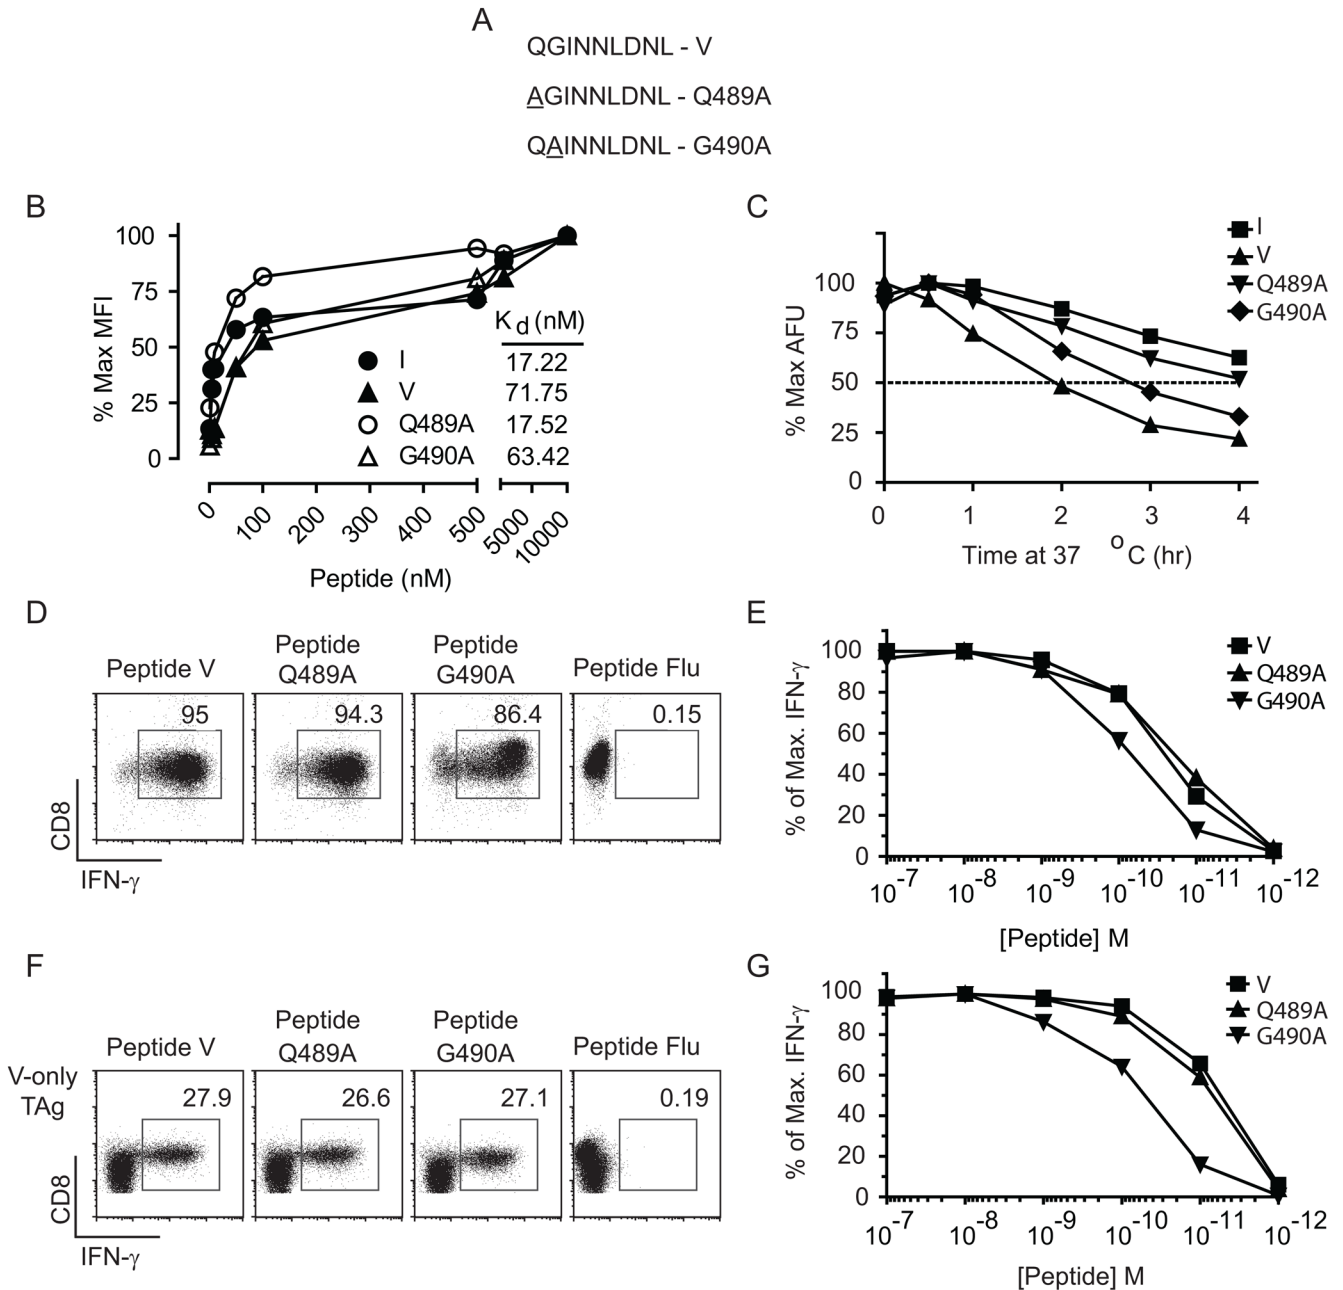 A
QGINNLDNL - V
AGINNLDNL - Q489A
QAINNLDNL - G490A
B
% Max MFI
100
75
50
25
0
I
V
Q489A
G490A
Kd (nM)
17.22
71.75
17.52
63.42
0
100
200
300
400
500
5000
10000
Peptide (nM)
C
% Max AFU
100
75
50
25
0
I
V
Q489A
G490A
0 1 2 3 4
Time at 37 oC (hr)
D
Peptide V
Peptide
Q489A
Peptide
G490A
Peptide Flu
95
94.3
86.4
0.15
CD8
IFN-γ
E
% of Max. IFN-γ
100
80
60
40
20
0
V
Q489A
G490A
10-7 10-8 10-9 10-10 10-11 10-12
[Peptide] M
F
Peptide V
Peptide
Q489A
Peptide
G490A
Peptide Flu
V-only
TAg
27.9
26.6
27.1
0.19
CD8
IFN-γ
G
% of Max. IFN-γ
100
80
60
40
20
0
V
Q489A
G490A
10-7 10-8 10-9 10-10 10-11 10-12
[Peptide] M